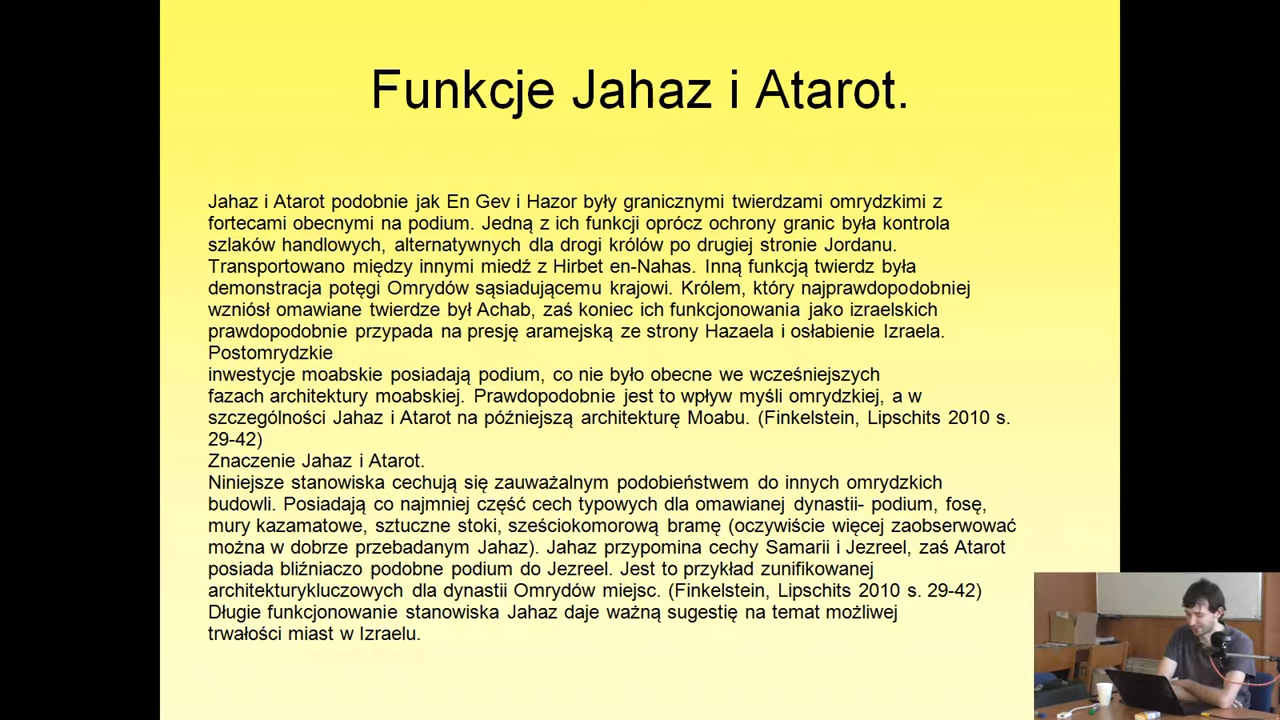 Funkcje Jahaz i Atarot.
Jahaz i Atarot podobnie jak En Gev i Hazor były granicznymi twierdzami omrydzkimi z
fortecami obecnymi na podium. Jedną z ich funkcji oprócz ochrony granic była kontrola
szlaków handlowych, alternatywnych dla drogi królów po drugiej stronie Jordanu.
Transportowano między innymi miedź z Hirbet en-Nahas. Inną funkcją twierdz była
demonstracja potęgi Omrydów sąsiadującemu krajowi. Królem, który najprawdopodobniej
wzniósł omawiane twierdze był Achab, zaś koniec ich funkcjonowania jako izraelskich
prawdopodobnie przypada na presję aramejską ze strony Hazaela i osłabienie Izraela.
Postomrydzkie
inwestycje moabskie posiadają podium, co nie było obecne we wcześniejszych
fazach architektury moabskiej. Prawdopodobnie jest to wpływ myśli omrydzkiej, a w
szczególności Jahaz i Atarot na późniejszą architekturę Moabu. (Finkelstein, Lipschits 2010 s.
29-42)
Znaczenie Jahaz i Atarot.
Niniejsze stanowiska cechują się zauważalnym podobieństwem do innych omrydzkich
budowli. Posiadają co najmniej część cech typowych dla omawianej dynastii- podium, fosę,
mury kazamatowe, sztuczne stoki, sześciokomorową bramę (oczywiście więcej zaobserwować
można w dobrze przebadanym Jahaz). Jahaz przypomina cechy Samarii i Jezreel, zaś Atarot
posiada bliźniaczo podobne podium do Jezreel. Jest to przykład zunifikowanej
architekturykluczowych dla dynastii Omrydów miejsc. (Finkelstein, Lipschits 2010 s. 29-42)
Długie funkcjonowanie stanowiska Jahaz daje ważną sugestię na temat możliwej
trwałości miast w Izraelu.